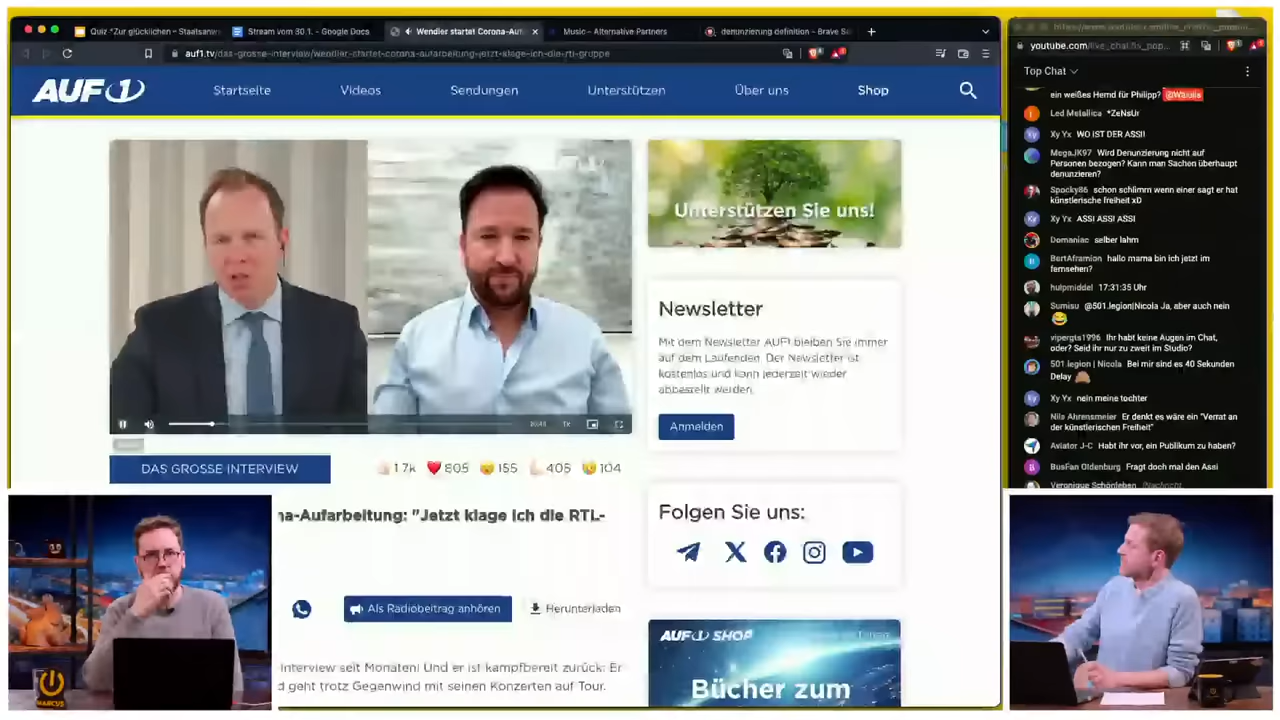 Quiz "Zur glücklichen – Staatsanw
Stream vom 30.1. - Google Docs
Wendler startet Corona-Auf
Music – Alternative Partners
demunzierung definition - Brave Se
auf1.tv/das-grosse-interview/wendler-startet-corona-aufarbeitung-jetzt-klage-ich-die-rtl-gruppe
AUF1
Startseite
Videos
Sendungen
Unterstützen
Über uns
Shop
Unterstützen Sie uns!
Newsletter
Mit dem Newsletter AUF1 bleiben Sie immer
auf dem Laufenden. Der Newsletter ist
kostenlos und kann jederzeit wieder
abbestellt werden.
Anmelden
1x
DAS GROSSE INTERVIEW
1.7k
805
155
405
104
na-Aufarbeitung: "Jetzt klage ich die RTL-
Als Radiobeitrag anhören
Herunterladen
Interview seit Monaten! Und er ist kampfbereit zurück: Er
d geht trotz Gegenwind mit seinen Konzerten auf Tour.
Folgen Sie uns:
AUF1 SHOP
Bücher zum
MARCUS
youtube.com/live_chat?is_pop...
Top Chat
ein weißes Hemd für Philipp?
Led Metallica *ZeNsUr
Xy Yx WO IST DER ASSI!
MegaJK97 Wird Denunzierung nicht auf
Personen bezogen? Kann man Sachen überhaupt
denunzieren?
Spocky86 schon schlimm wenn einer sagt er hat
künstlerische freiheit xD
Xy Yx ASSI ASSI ASSI
Domaniac selber lahm
BertAframion hallo mama bin ich jetzt im
fernsehen?
hulpmiddel 17:31:35 Uhr
Sumisu @501.legion|Nicola Ja, aber auch nein
vipergts1996 Ihr habt keine Augen im Chat,
oder? Seid ihr nur zu zweit im Studio?
501 legion | Nicola Bei mir sind es 40 Sekunden
Delay
Xy Yx nein meine tochter
Nils Ahrensmeier Er denkt es wäre ein "Verrat an
der künstlerischen Freiheit"
Aviator J-C Habt ihr vor, ein Publikum zu haben?
BusFan Oldenburg Fragt doch mal den Assi
Veronique Schönleben